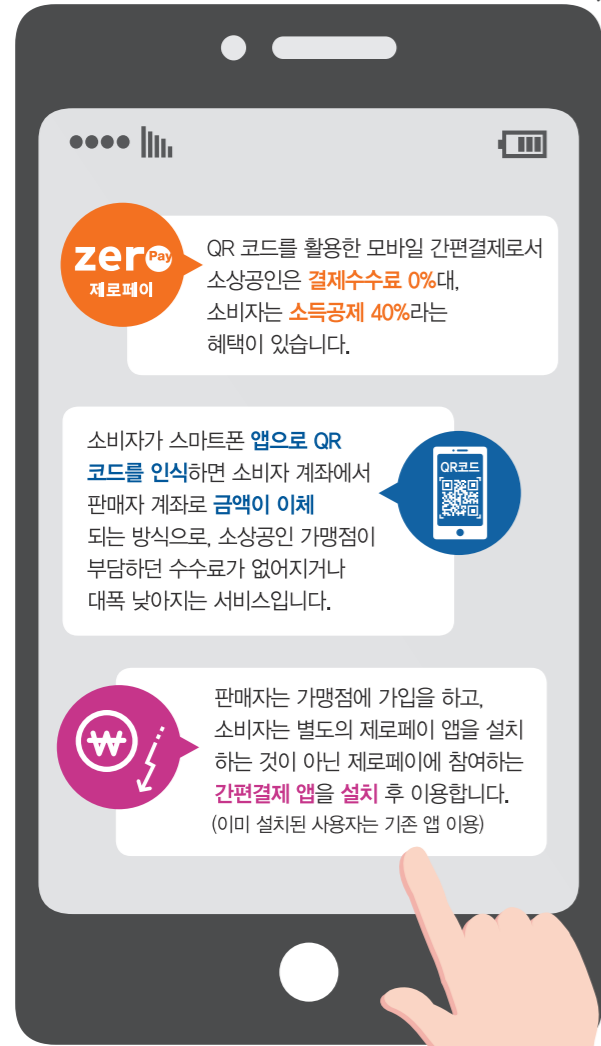 zero Pay
제로페이
QR 코드를 활용한 모바일 간편결제로서
소상공인은 결제수수료 0%대,
소비자는 소득공제 40%라는
혜택이 있습니다.
소비자가 스마트폰 앱으로 QR
코드를 인식하면 소비자 계좌에서
판매자 계좌로 금액이 이체
되는 방식으로, 소상공인 가맹점이
부담하던 수수료가 없어지거나
대폭 낮아지는 서비스입니다.
QR코드
₩
판매자는 가맹점에 가입을 하고,
소비자는 별도의 제로페이 앱을 설치
하는 것이 아닌 제로페이에 참여하는
간편결제 앱을 설치 후 이용합니다.
(이미 설치된 사용자는 기존 앱 이용)